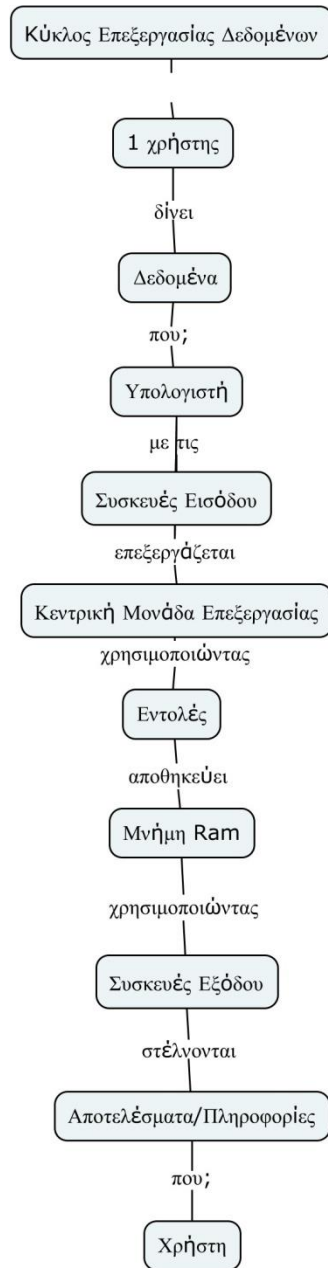 Κύκλος Επεξεργασίας Δεδομένων
1 χρήστης
δίνει
Δεδομένα
που;
Υπολογιστή
με τις
Συσκευές Εισόδου
επεξεργάζεται
Κεντρική Μονάδα Επεξεργασίας
χρησιμοποιώντας
Εντολές
αποθηκεύει
Μνήμη Ram
χρησιμοποιώντας
Συσκευές Εξόδου
στέλνονται
Αποτελέσματα/Πληροφορίες
που;
Χρήστη